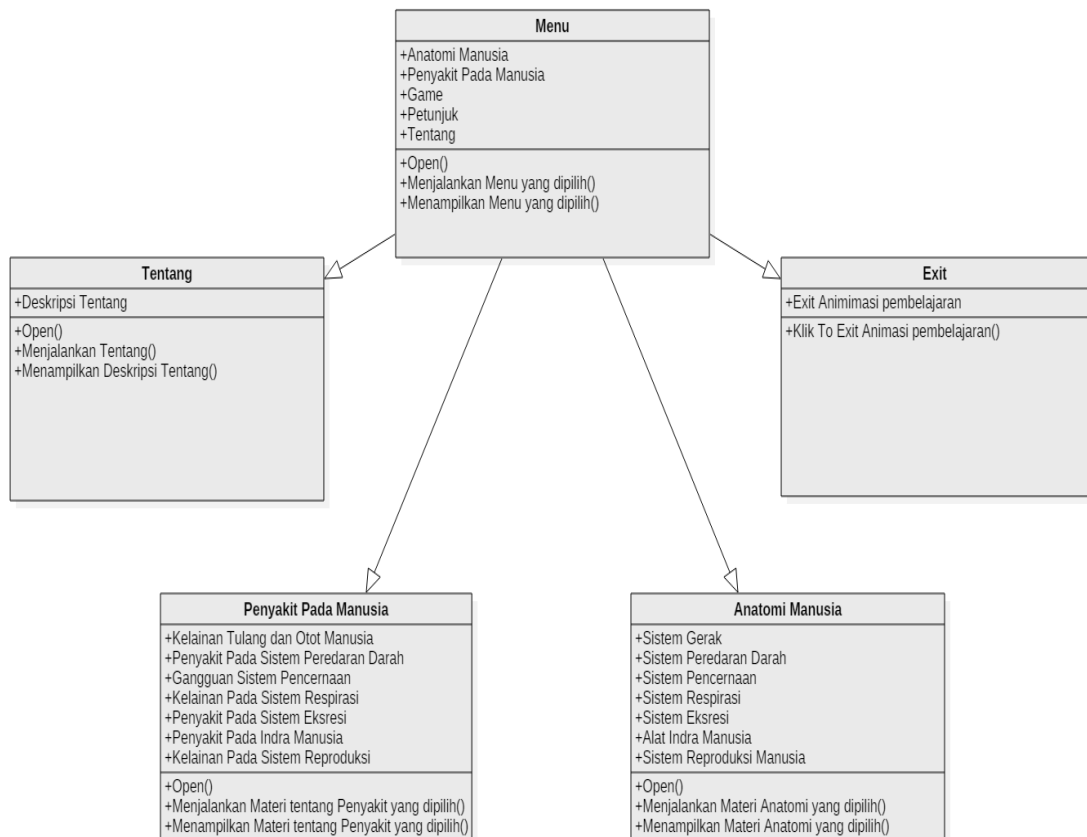 Menu
+Anatomi Manusia
+Penyakit Pada Manusia
+Game
+Petunjuk
+Tentang
+Open()
+Menjalankan Menu yang dipilih()
+Menampilkan Menu yang dipilih()
Tentang
+Deskripsi Tentang
+Open()
+Menjalankan Tentang()
+Menampilkan Deskripsi Tentang()
Exit
+Exit Animimasi pembelajaran
+Klik To Exit Animasi pembelajaran()
Penyakit Pada Manusia
+Kelainan Tulang dan Otot Manusia
+Penyakit Pada Sistem Peredaran Darah
+Gangguan Sistem Pencernaan
+Kelainan Pada Sistem Respirasi
+Penyakit Pada Sistem Eksresi
+Penyakit Pada Indra Manusia
+Kelainan Pada Sistem Reproduksi
+Open()
+Menjalankan Materi tentang Penyakit yang dipilih()
+Menampilkan Materi tentang Penyakit yang dipilih()
Anatomi Manusia
+Sistem Gerak
+Sistem Peredaran Darah
+Sistem Pencernaan
+Sistem Respirasi
+Sistem Eksresi
+Alat Indra Manusia
+Sistem Reproduksi Manusia
+Open()
+Menjalankan Materi Anatomi yang dipilih()
+Menampilkan Materi Anatomi yang dipilih()